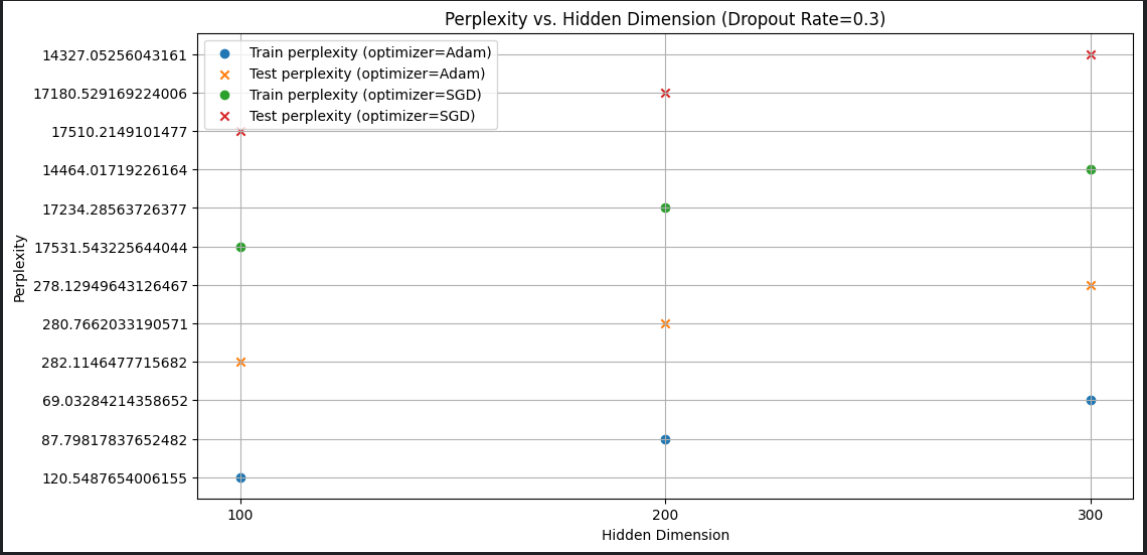 Perplexity vs. Hidden Dimension (Dropout Rate=0.3)
Train perplexity (optimizer=Adam)
Test perplexity (optimizer=Adam)
Train perplexity (optimizer=SGD)
Test perplexity (optimizer=SGD)
Perplexity
14327.05256043161
17180.529169224006
17510.2149101477
14464.01719226164
17234.28563726377
17531.543225644044
278.12949643126467
280.7662033190571
282.1146477715682
69.03284214358652
87.79817837652482
120.5487654006155
100 200 300
Hidden Dimension